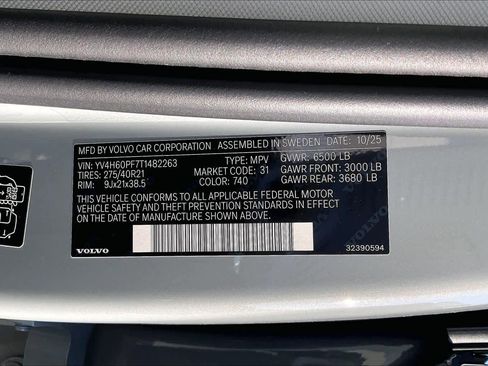 MFD BY VOLVO CAR CORPORATION ASSEMBLED IN SWEDEN DATE: 10/25
VIN: YV4H60PF7T1482263 TYPE: MPV GVWR: 6500 LB
TIRES: 275/40R21 MARKET CODE: 31 GAWR FRONT: 3000 LB
RIM: 9Jx21x38.5 COLOR: 740 GAWR REAR: 3680 LB
THIS VEHICLE CONFORMS TO ALL APPLICABLE FEDERAL MOTOR
VEHICLE SAFETY AND THEFT PREVENTION STANDARDS IN EFFECT ON
THE DATE OF MANUFACTURE SHOWN ABOVE.
VOLVO 32390594